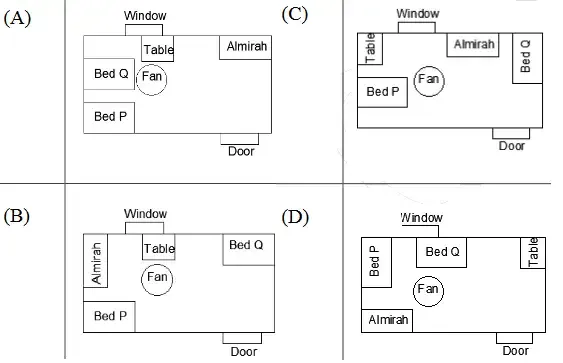 (A)
Window
Table
Almirah
Bed Q
Fan
Bed P
Door
(C)
Window
Table
Almirah
Bed Q
Fan
Bed P
Door
(B)
Window
Almirah
Table
Bed Q
Fan
Bed P
Door
(D)
Window
Bed P
Bed Q
Table
Fan
Almirah
Door